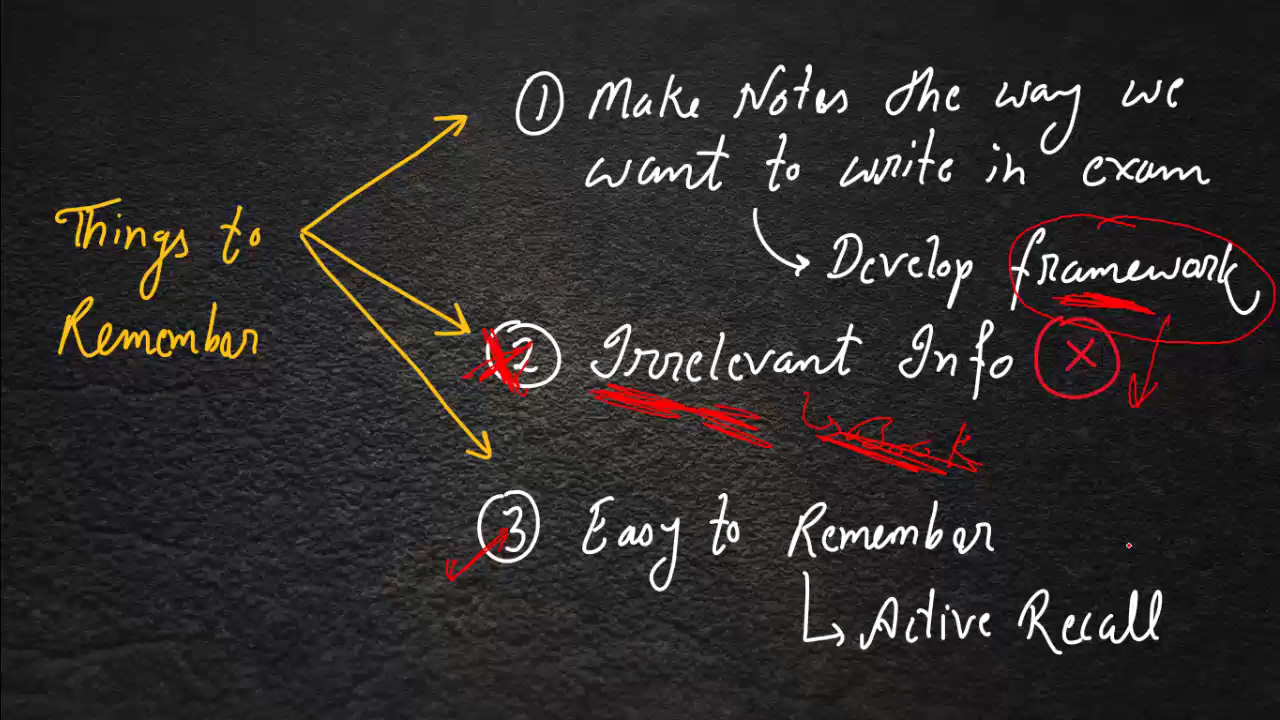 Things to
Remember
① Make Notes the way we
want to write in exam
Develop framework
② Irrelevant Info
Book
③ Easy to Remember
Active Recall